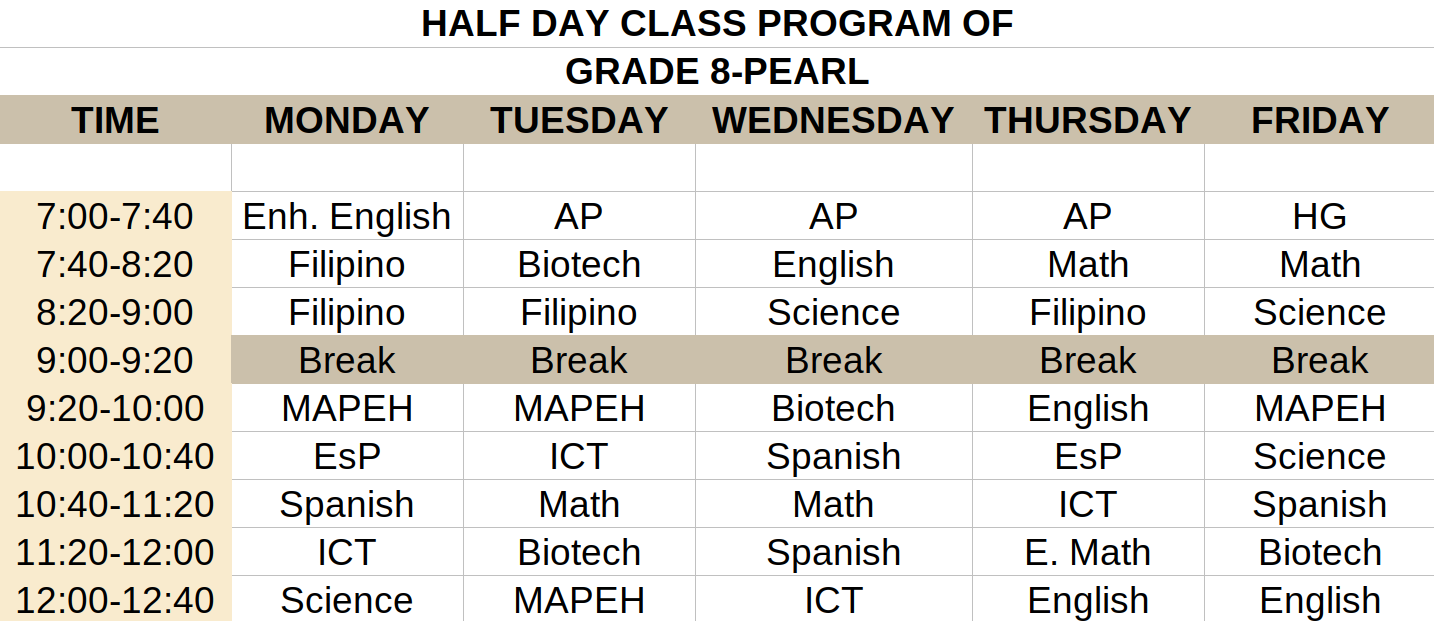 HALF DAY CLASS PROGRAM OF
GRADE 8-PEARL
TIME MONDAY TUESDAY WEDNESDAY THURSDAY FRIDAY
7:00-7:40 Enh. English AP AP AP HG
7:40-8:20 Filipino Biotech English Math Math
8:20-9:00 Filipino Filipino Science Filipino Science
9:00-9:20 Break Break Break Break Break
9:20-10:00 MAPEH MAPEH Biotech English MAPEH
10:00-10:40 EsP ICT Spanish EsP Science
10:40-11:20 Spanish Math Math ICT Spanish
11:20-12:00 ICT Biotech Spanish E. Math Biotech
12:00-12:40 Science MAPEH ICT English English